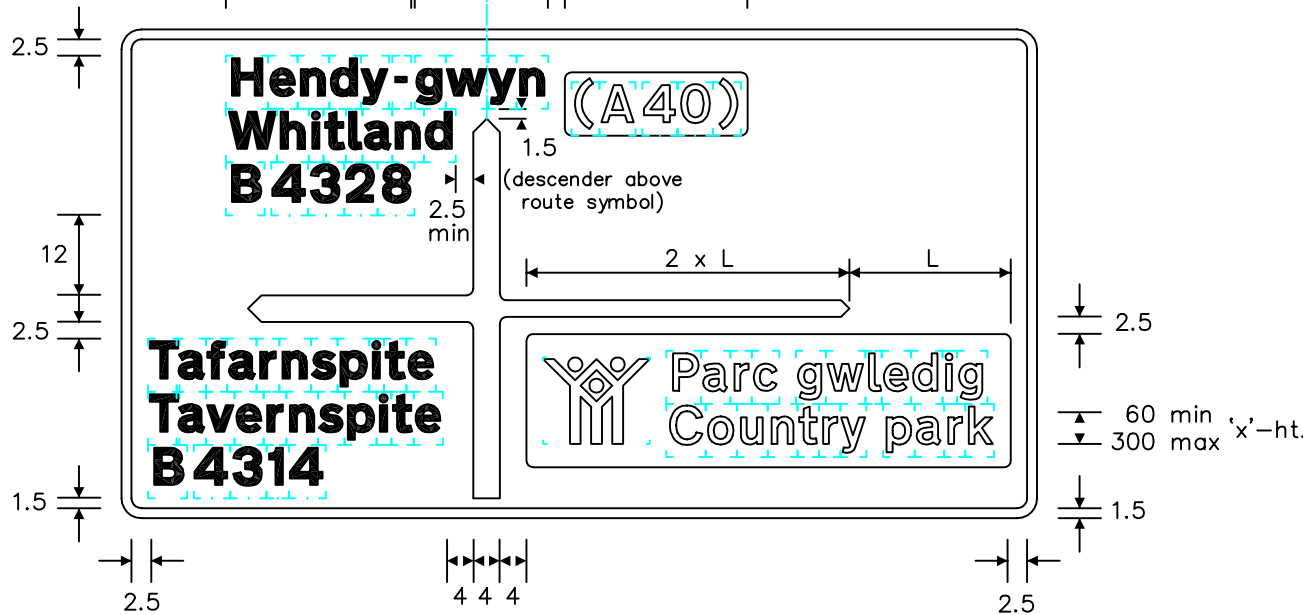 2.5
Hendy-gwyn
(A40)
Whitland
1.5
B4328
(descender above
route symbol)
2.5
min
12
2 x L
L
2.5
2.5
Tafarnspite
Parc gwledig
Tavernspite
Country park
60 min
300 max
'x'-ht.
B4314
1.5
1.5
2.5
4 4 4
2.5